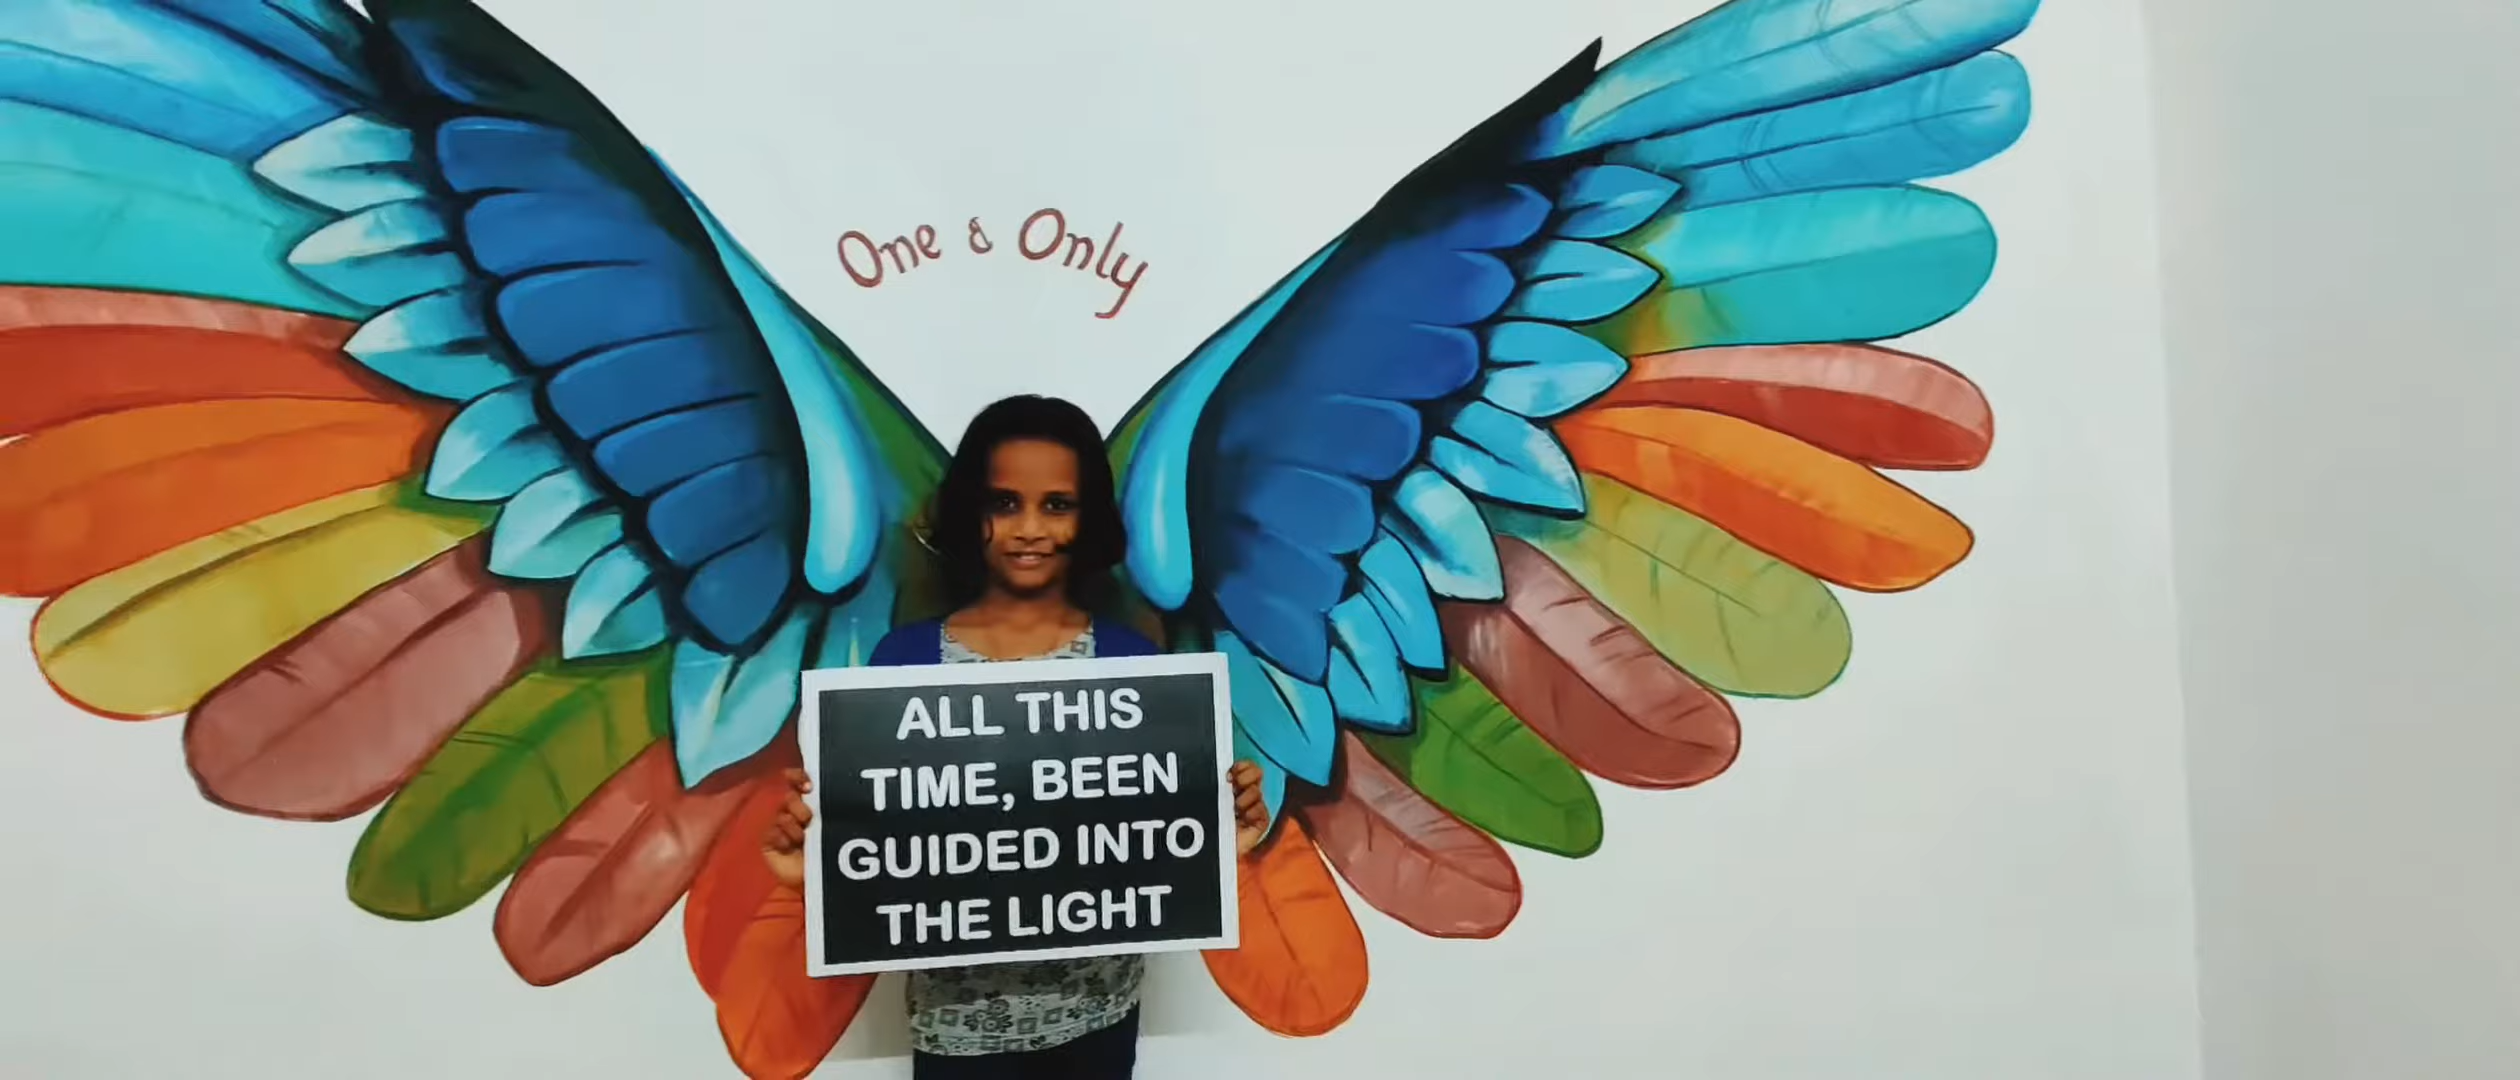 One & Only
ALL THIS
TIME, BEEN
GUIDED INTO
THE LIGHT